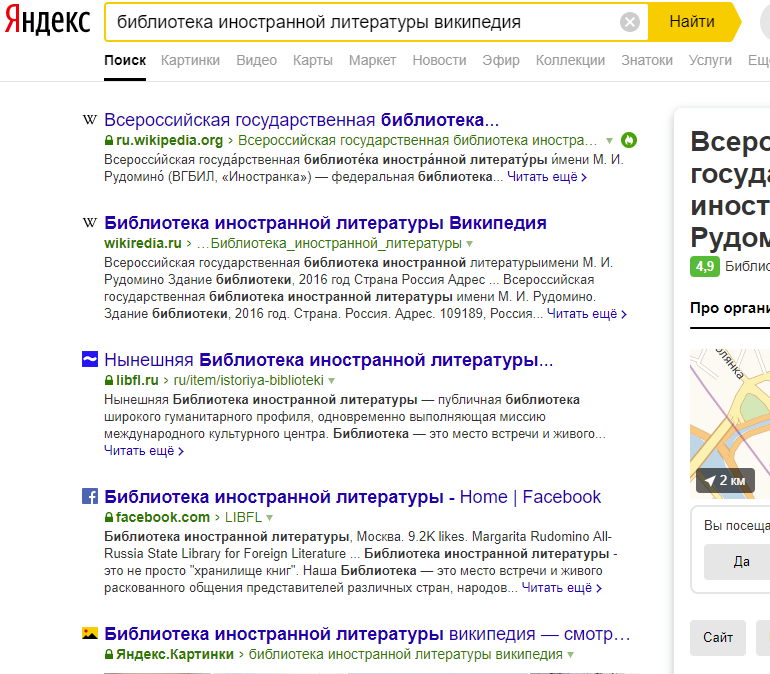 Яндекс
библиотека иностранной литературы википедия
Найти
Поиск Картинки Видео Карты Маркет Новости Эфир Коллекции Знатоки Услуги Ещё
Всероссийская государственная библиотека...
ru.wikipedia.org › Всероссийская государственная библиотека иностра...
Всеросси́йская госуда́рственная библиоте́ка иностра́нной литерату́ры и́мени М. И.
Рудомино́ (ВГБИЛ, «Иностранка») — федеральная библиотека... Читать ещё >
Библиотека иностранной литературы Википедия
wikiredia.ru › …Библиотека_иностранной_литературы
Всероссийская государственная библиотека иностранной литературыимени М. И.
Рудомино Здание библиотеки, 2016 год Страна Россия Адрес ... Всероссийская
государственная библиотека иностранной литературы имени М. И. Рудомино.
Здание библиотеки, 2016 год. Страна. Россия. Адрес. 109189, Россия... Читать ещё >
Нынешняя Библиотека иностранной литературы...
libfl.ru › ru/item/istoriya-biblioteki
Нынешняя Библиотека иностранной литературы — публичная библиотека
широкого гуманитарного профиля, одновременно выполняющая миссию
международного культурного центра. Библиотека — это место встречи и живого...
Читать ещё >
Библиотека иностранной литературы - Home | Facebook
facebook.com › LIBFL
Библиотека иностранной литературы, Москва. 9.2K likes. Margarita Rudomino All-
Russia State Library for Foreign Literature ... Библиотека иностранной литературы -
это не просто "хранилище книг". Наша Библиотека — это место встречи и живого
раскованного общения представителей различных стран, народов... Читать ещё >
Библиотека иностранной литературы википедия — смотр…
Яндекс.Картинки › библиотека иностранной литературы википедия
Всеро
госуда
иност
Рудом
4,9 Библио
Про органи
2 км
Вы посеща
Да
Сайт